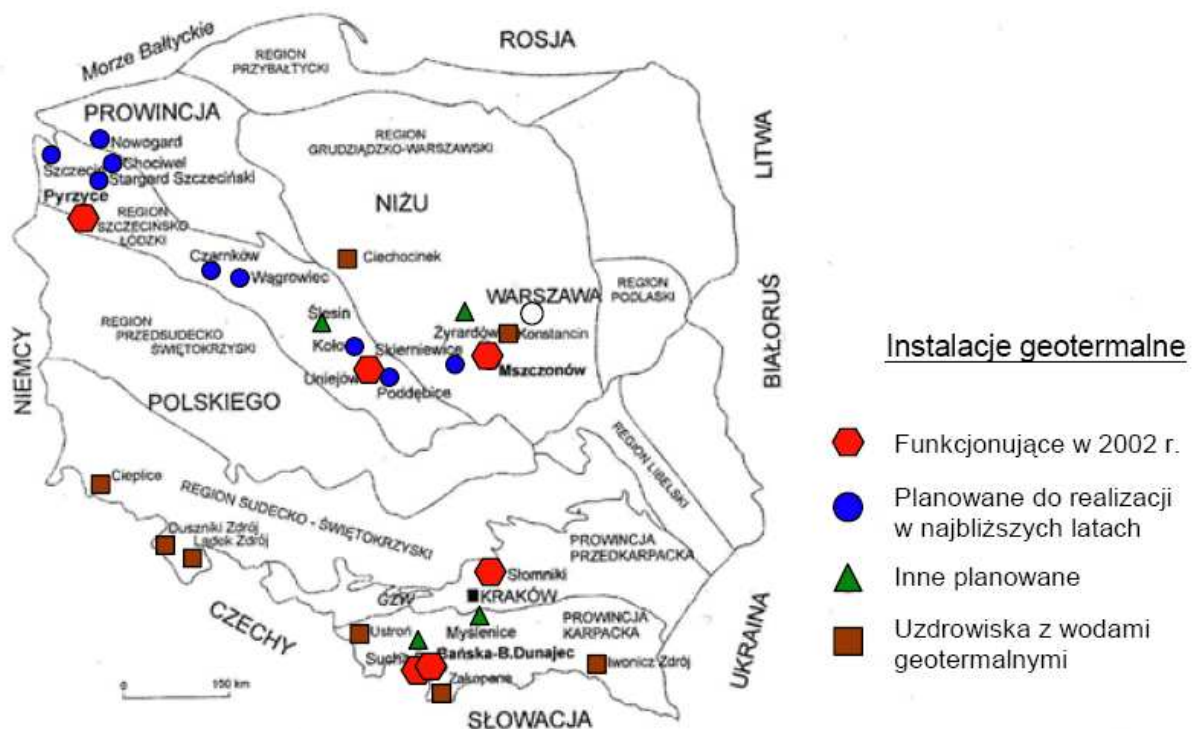 Morze Bałtyckie
ROSJA
REGION
PRZYBAŁTYCKI
PROWINCJA
LITWA
Nowogard
REGION
GRUDZIĄDZKO-WARSZAWSKI
Szczecin
Chociwel
Stargard Szczeciński
Pyrzyce
REGION
SZCZECIŃSKO
ŁÓDZKI
NIŻU
Czarnków
Wągrowiec
Ciechocinek
REGION
PODLASKI
WARSZAWA
BIAŁORUŚ
NIEMCY
REGION
PRZEDSUDECKO
ŚWIĘTOKRZYSKI
Ślesin
Żyrardów
Konstancin
Koło
Skierniewice
Mszczonów
Uniejów
Poddębice
POLSKIEGO
Instalacje geotermalne
Funkcjonujące w 2002 r.
Planowane do realizacji
w najbliższych latach
Inne planowane
Uzdrowiska z wodami
geotermalnymi
REGION LIBELSKI
Cieplice
REGION SUDECKO - ŚWIĘTOKRZYSKI
Duszniki Zdrój
Lądek Zdrój
PROWINCJA
PRZEDKARPACKA
Słomniki
GZW
KRAKÓW
CZECHY
UKRAINA
Ustroń
Myślenice
PROWINCJA
KARPACKA
Bańska-B.Dunajec
Iwonicz Zdrój
Zakopane
0
150 km
SŁOWACJA